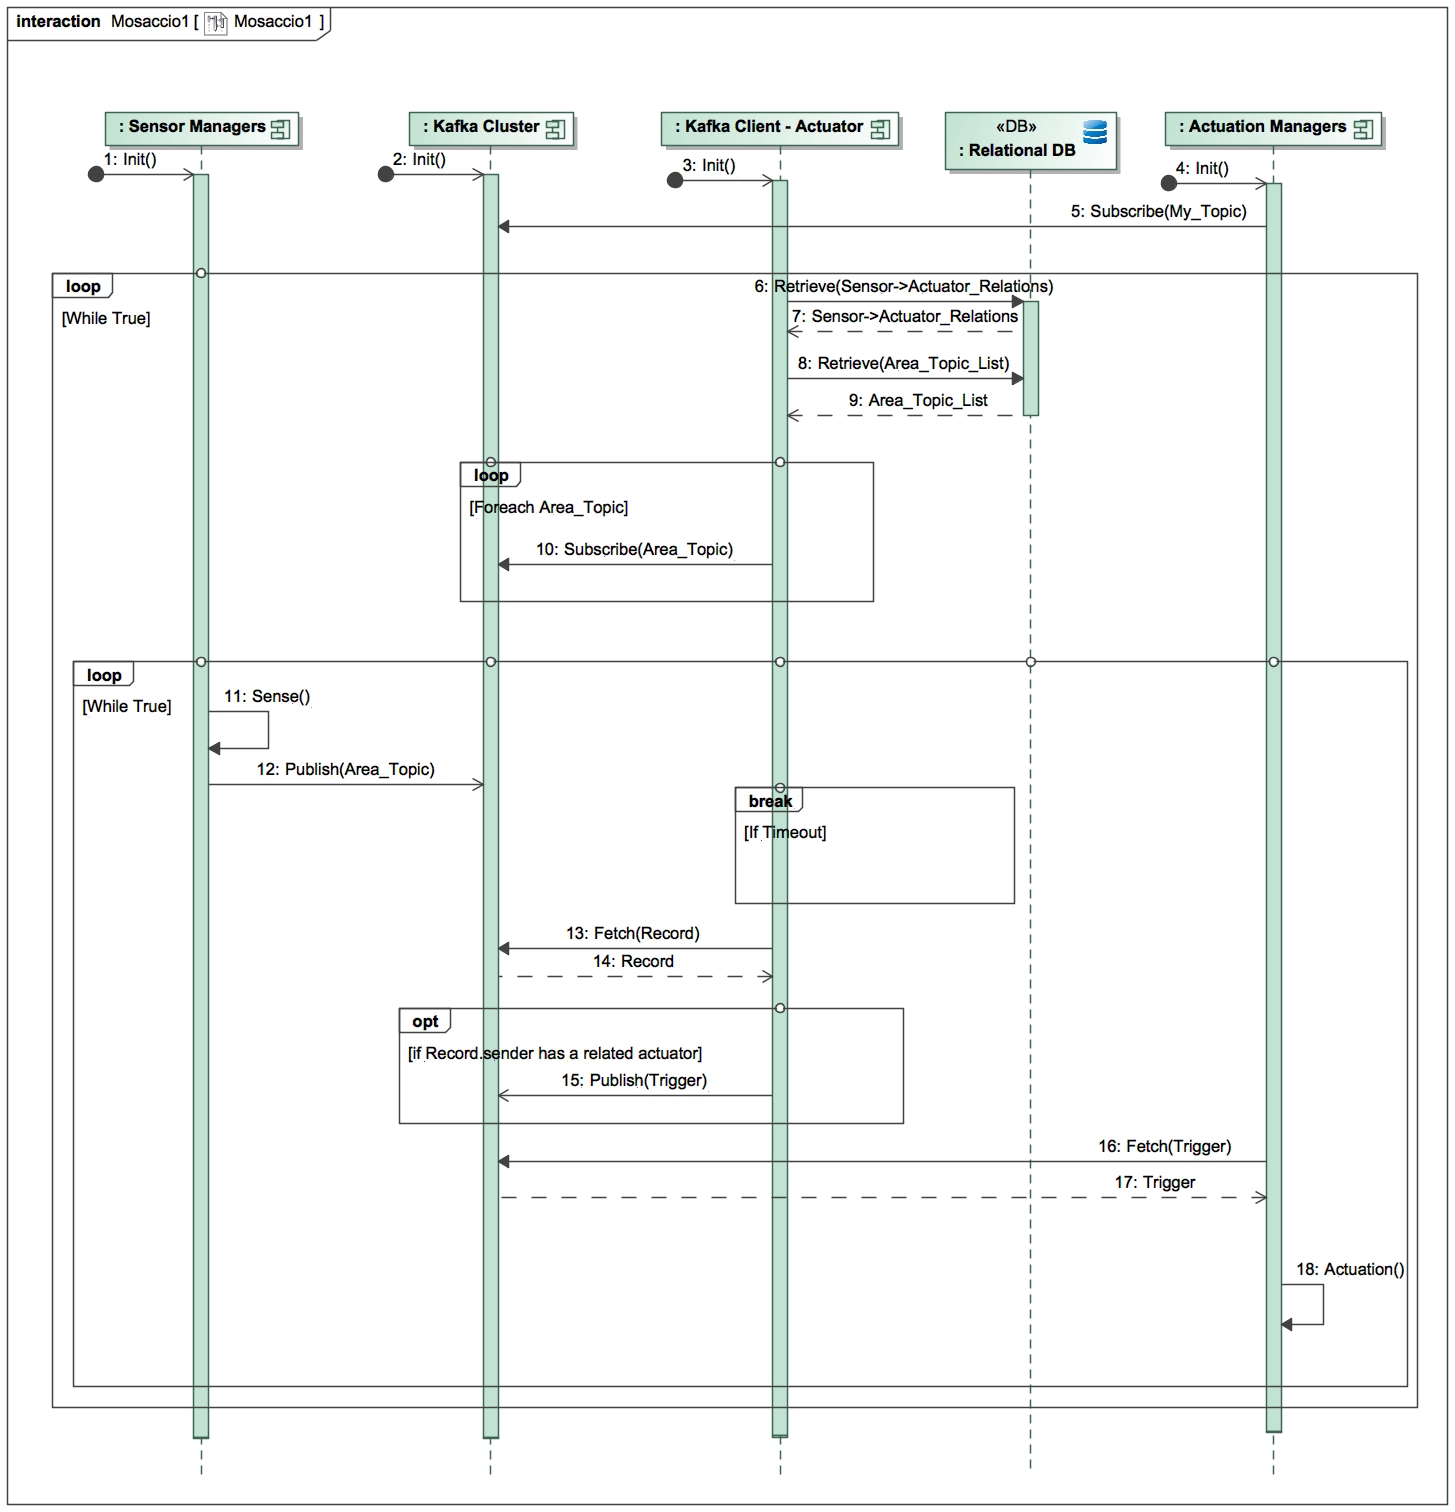 interaction Mosaccio1 [ Mosaccio1 ]
: Sensor Managers
: Kafka Cluster
: Kafka Client - Actuator
«DB»
: Relational DB
: Actuation Managers
1: Init()
2: Init()
3: Init()
4: Init()
5: Subscribe(My_Topic)
loop
[While True]
6: Retrieve(Sensor->Actuator_Relations)
7: Sensor->Actuator_Relations
8: Retrieve(Area_Topic_List)
9: Area_Topic_List
loop
[Foreach Area_Topic]
10: Subscribe(Area_Topic)
loop
[While True]
11: Sense()
12: Publish(Area_Topic)
break
[If Timeout]
13: Fetch(Record)
14: Record
opt
[if Record.sender has a related actuator]
15: Publish(Trigger)
16: Fetch(Trigger)
17: Trigger
18: Actuation()